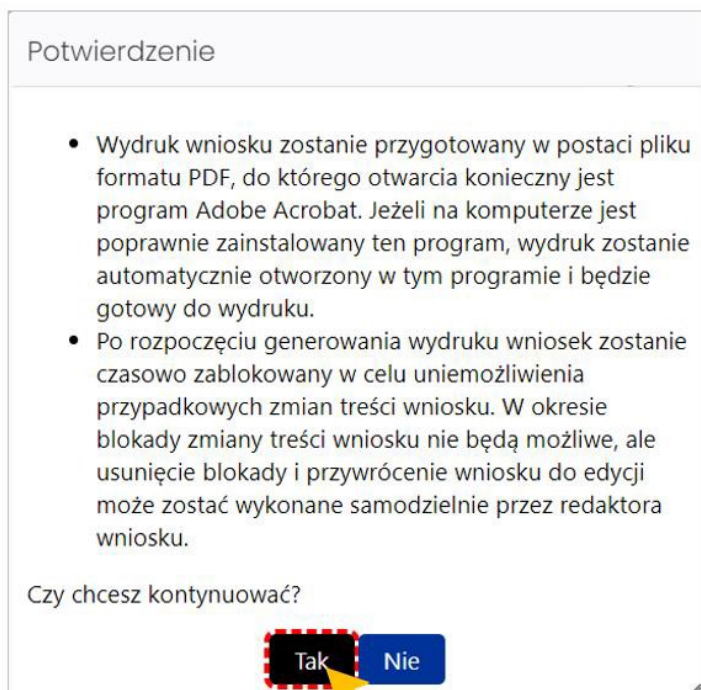 Potwierdzenie
• Wydruk wniosku zostanie przygotowany w postaci pliku
formatu PDF, do którego otwarcia konieczny jest
program Adobe Acrobat. Jeżeli na komputerze jest
poprawnie zainstalowany ten program, wydruk zostanie
automatycznie otworzony w tym programie i będzie
gotowy do wydruku.
• Po rozpoczęciu generowania wydruku wniosek zostanie
czasowo zablokowany w celu uniemożliwienia
przypadkowych zmian treści wniosku. W okresie
blokady zmiany treści wniosku nie będą możliwe, ale
usunięcie blokady i przywrócenie wniosku do edycji
może zostać wykonane samodzielnie przez redaktora
wniosku.
Czy chcesz kontynuować?
Tak Nie